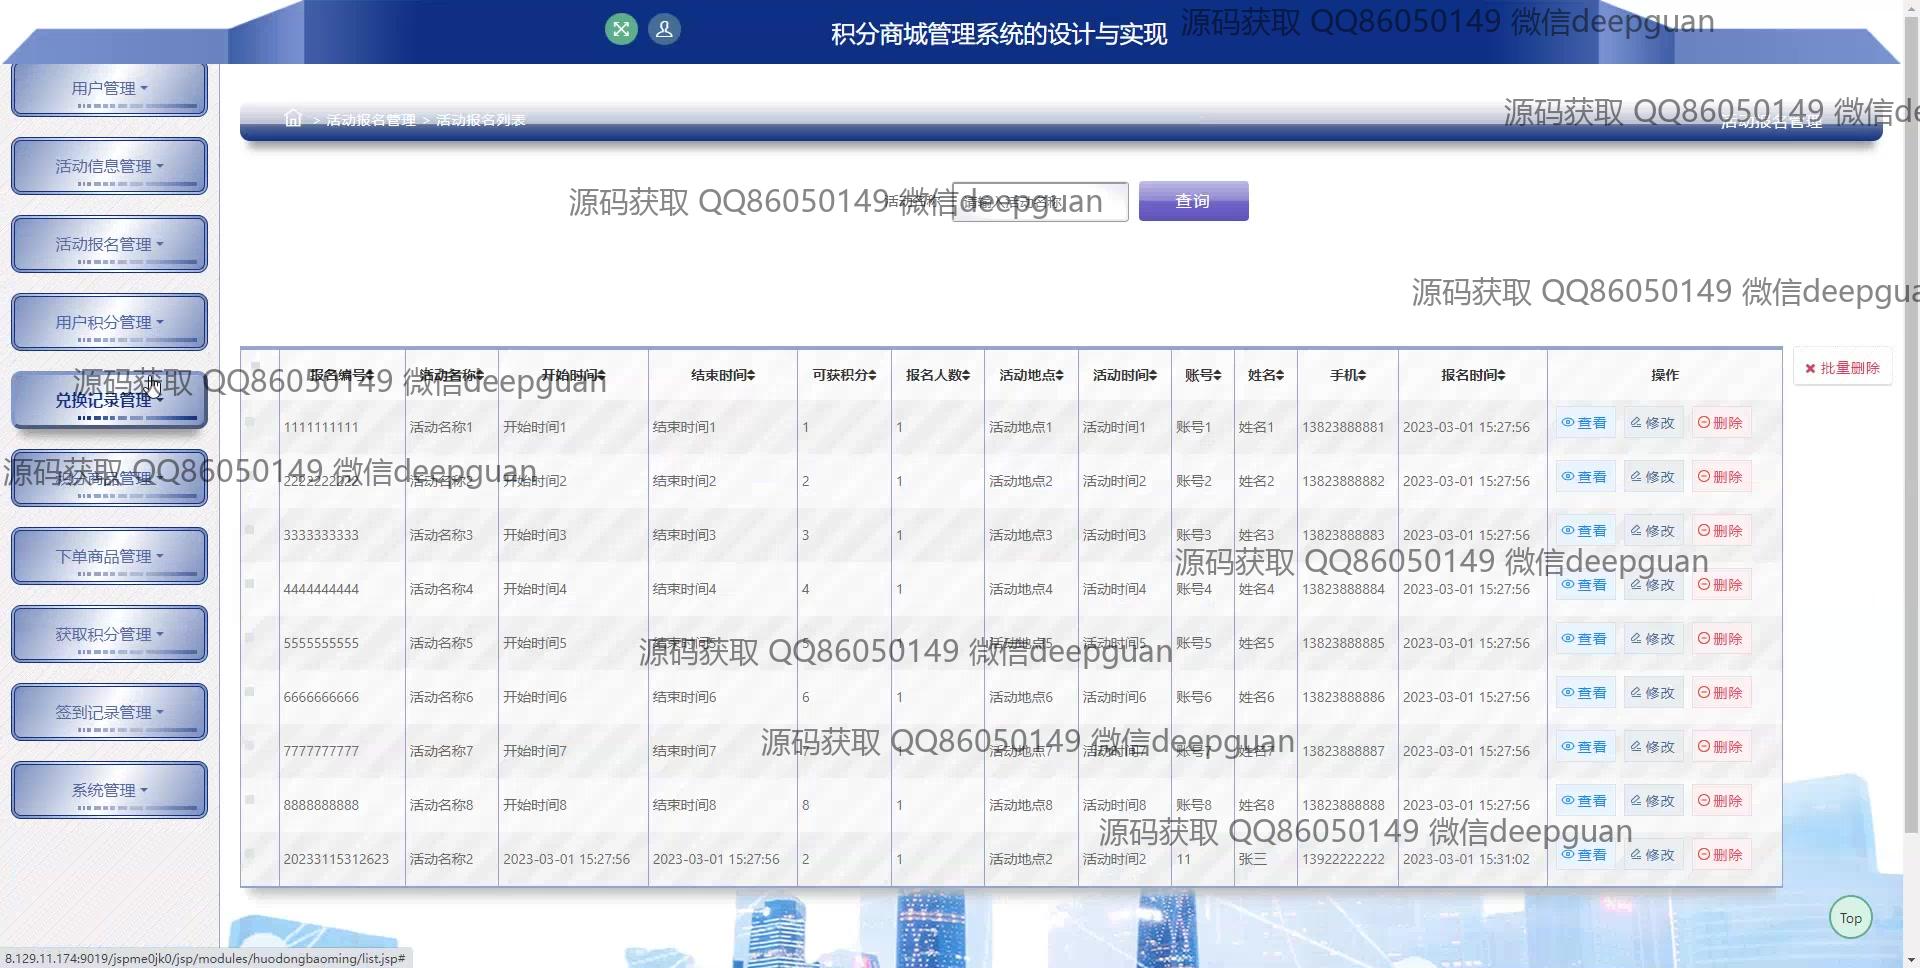 积分商城管理系统的设计与实现
源码获取 QQ86050149 微信deepguan
用户管理
活动信息管理
活动报名管理
用户积分管理
兑换记录管理
积分商品管理
下单商品管理
获取积分管理
签到记录管理
系统管理
> 活动报名管理 > 活动报名列表
活动报名管理
源码获取 QQ86050149 微信de
活动名称
请输入活动名称
查询
源码获取 QQ86050149 微信deepguan
源码获取 QQ86050149 微信deepgua
批量删除
报名编号 活动名称 开始时间 结束时间 可获积分 报名人数 活动地点 活动时间 账号 姓名 手机 报名时间 操作
源码获取 QQ86050149 微信deepguan
1111111111 活动名称1 开始时间1 结束时间1 1 1 活动地点1 活动时间1 账号1 姓名1 13823888881 2023-03-01 15:27:56 查看 修改 删除
源码获取 QQ86050149 微信deepguan
2222222222 活动名称2 开始时间2 结束时间2 2 1 活动地点2 活动时间2 账号2 姓名2 13823888882 2023-03-01 15:27:56 查看 修改 删除
3333333333 活动名称3 开始时间3 结束时间3 3 1 活动地点3 活动时间3 账号3 姓名3 13823888883 2023-03-01 15:27:56 查看 修改 删除
源码获取 QQ86050149 微信deepguan
4444444444 活动名称4 开始时间4 结束时间4 4 1 活动地点4 活动时间4 账号4 姓名4 13823888884 2023-03-01 15:27:56 查看 修改 删除
5555555555 活动名称5 开始时间5 结束时间5 5 1 活动地点5 活动时间5 账号5 姓名5 13823888885 2023-03-01 15:27:56 查看 修改 删除
源码获取 QQ86050149 微信deepguan
6666666666 活动名称6 开始时间6 结束时间6 6 1 活动地点6 活动时间6 账号6 姓名6 13823888886 2023-03-01 15:27:56 查看 修改 删除
源码获取 QQ86050149 微信deepguan
7777777777 活动名称7 开始时间7 结束时间7 7 1 活动地点7 活动时间7 账号7 姓名7 13823888887 2023-03-01 15:27:56 查看 修改 删除
8888888888 活动名称8 开始时间8 结束时间8 8 1 活动地点8 活动时间8 账号8 姓名8 13823888888 2023-03-01 15:27:56 查看 修改 删除
源码获取 QQ86050149 微信deepguan
20233115312623 活动名称2 2023-03-01 15:27:56 2023-03-01 15:27:56 2 1 活动地点2 活动时间2 11 张三 13922222222 2023-03-01 15:31:02 查看 修改 删除
Top
8.129.11.174:9019/jspme0jk0/jsp/modules/huodongbaoming/list.jsp#